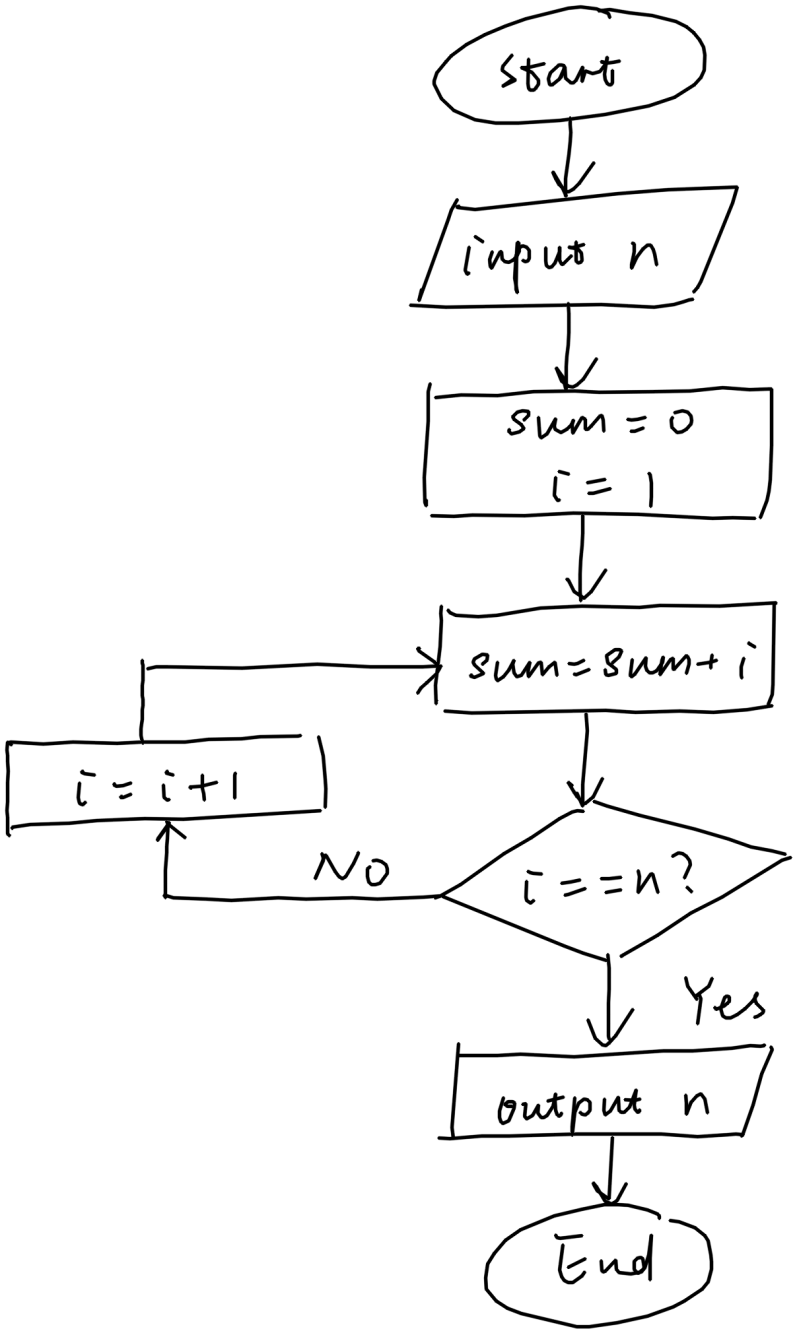 start
input n
sum = 0
i = 1
sum=sum+ i
i = i +1
i ==n?
No
Yes
output n
End